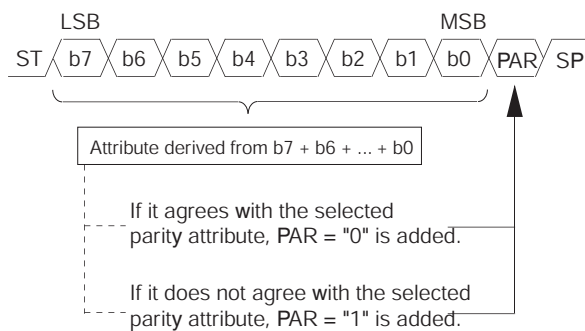 LSB MSB
ST b7 b6 b5 b4 b3 b2 b1 b0 PAR SP
Attribute derived from b7 + b6 + ... + b0
If it agrees with the selected
parity attribute, PAR = "0" is added.
If it does not agree with the selected
parity attribute, PAR = "1" is added.